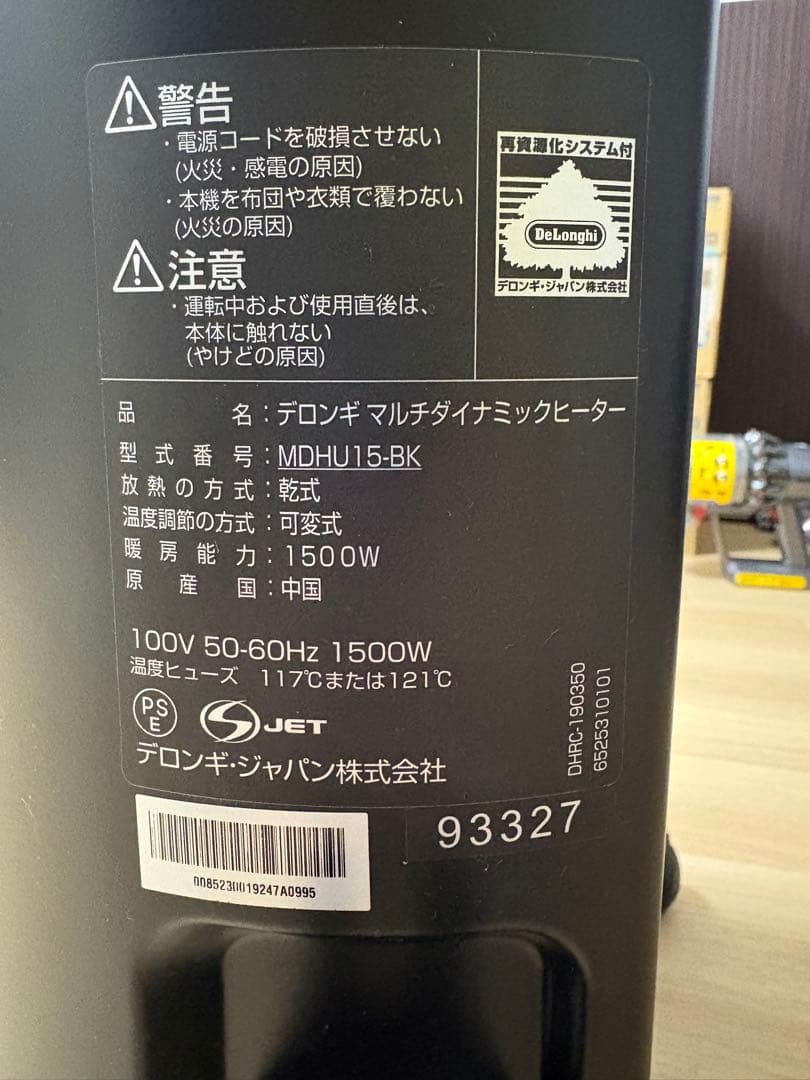 警告
・電源コードを破損させない
(火災・感電の原因)
・本機を布団や衣類で覆わない
(火災の原因)
注意
・運転中および使用直後は、
本体に触れない
(やけどの原因)
再資源化システム付
DeLonghi
デロンギ・ジャパン株式会社
品名：デロンギ マルチダイナミックヒーター
型式番号：MDHU15-BK
放熱の方式：乾式
温度調節の方式：可変式
暖房能力：1500W
原産国：中国
100V 50-60Hz 1500W
温度ヒューズ 117℃または121℃
PS
E
JET
デロンギ・ジャパン株式会社
DHRC-190350
6525310101
93327
008523001924​7A0995